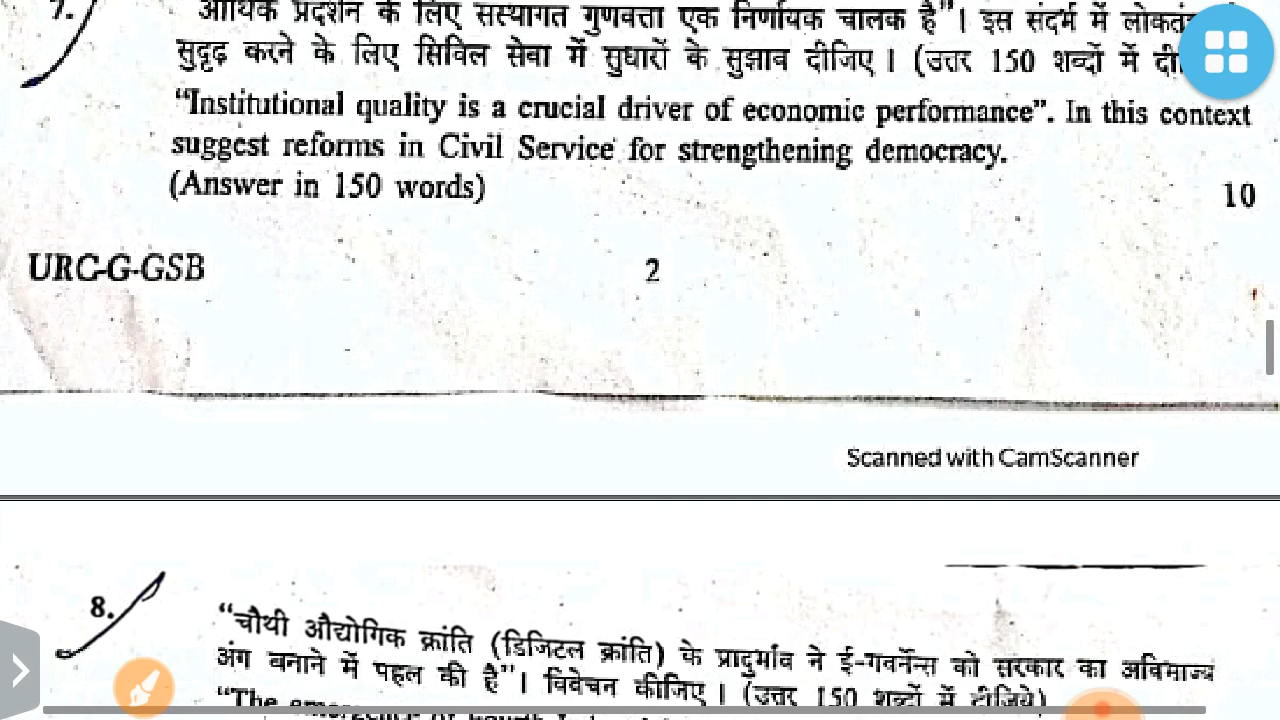 7.
आर्थिक प्रदर्शन के लिए संस्थागत गुणवत्ता एक निर्णायक चालक है”। इस संदर्भ में
सुदृढ़ करने के लिए सिविल सेवा में सुधारों के सुझाव दीजिए। (उत्तर 150 शब्दों में
“Institutional quality is a crucial driver of economic performance”. In this context
suggest reforms in Civil Service for strengthening democracy.
(Answer in 150 words)
10
URC-G-GSB
2
Scanned with CamScanner
8.
“चौथी औद्योगिक क्रांति (डिजिटल क्रांति) के प्रादुर्भाव ने ई-गवर्नेन्स को सरकार का अविभाज्य
अंग बनाने में पहल की है”। विवेचन कीजिए। (उत्तर 150 शब्दों में दीजिये)
“The emergence of